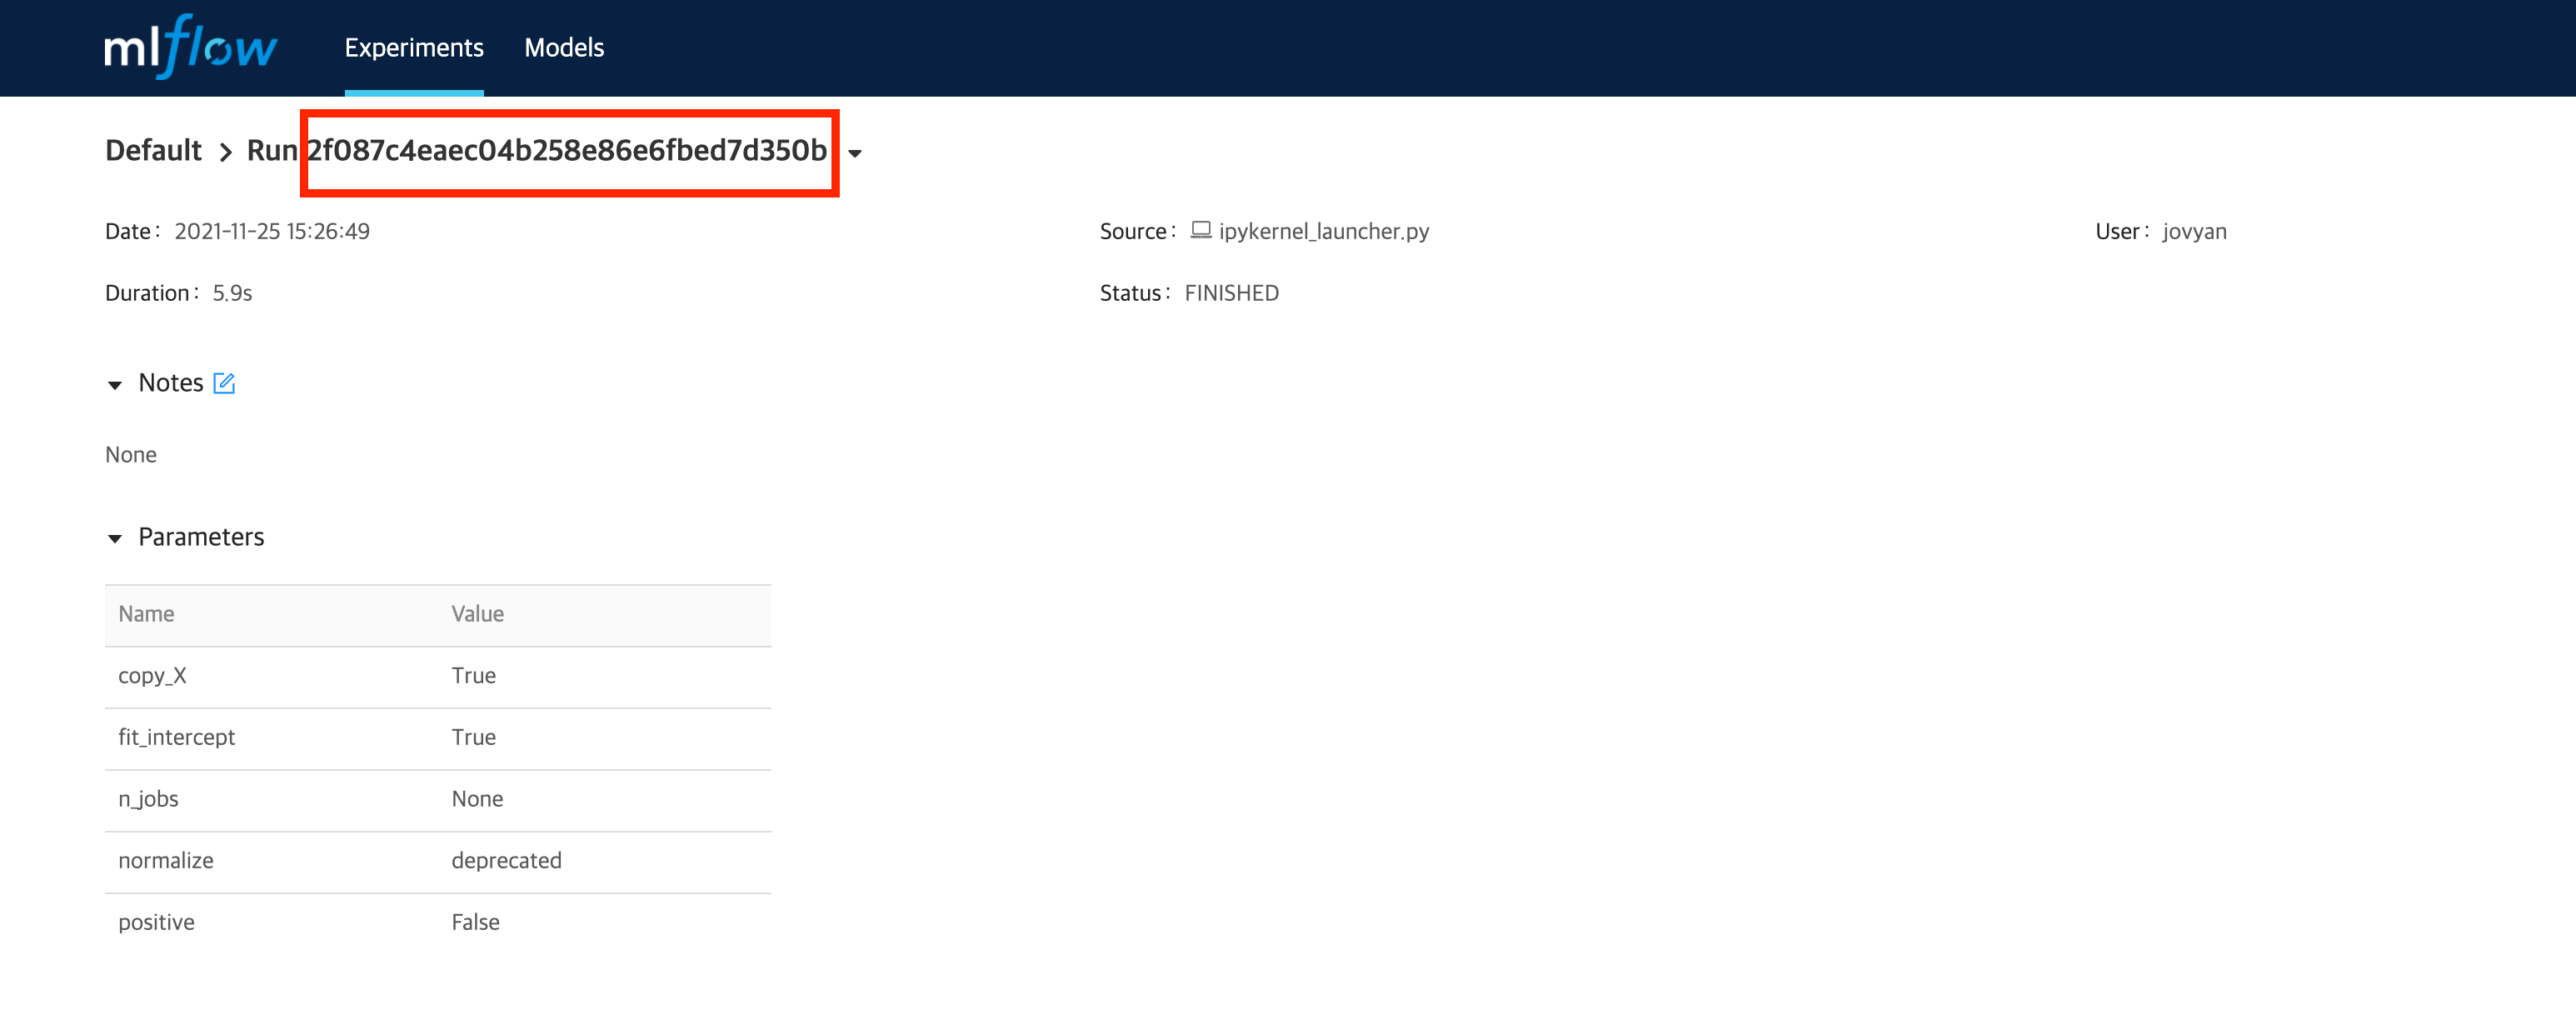 mlflow Experiments Models
Default > Run 2f087c4eaec04b258e86e6fbed7d350b
Date: 2021-11-25 15:26:49 Source: ipykernel_launcher.py User: jovyan
Duration: 5.9s Status: FINISHED
Notes
None
Parameters
Name Value
copy_X True
fit_intercept True
n_jobs None
normalize deprecated
positive False